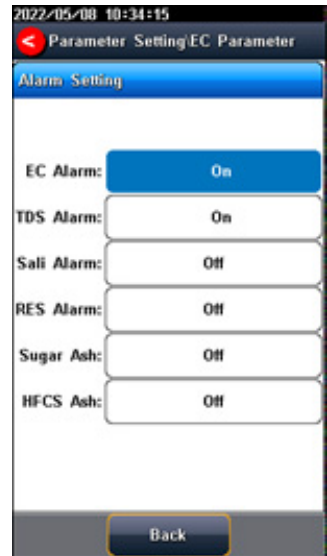 2022/05/08 10:34:15
< Parameter Setting\EC Parameter
Alarm Setting
EC Alarm: On
TDS Alarm: On
Sali Alarm: Off
RES Alarm: Off
Sugar Ash: Off
HFCS Ash: Off
Back